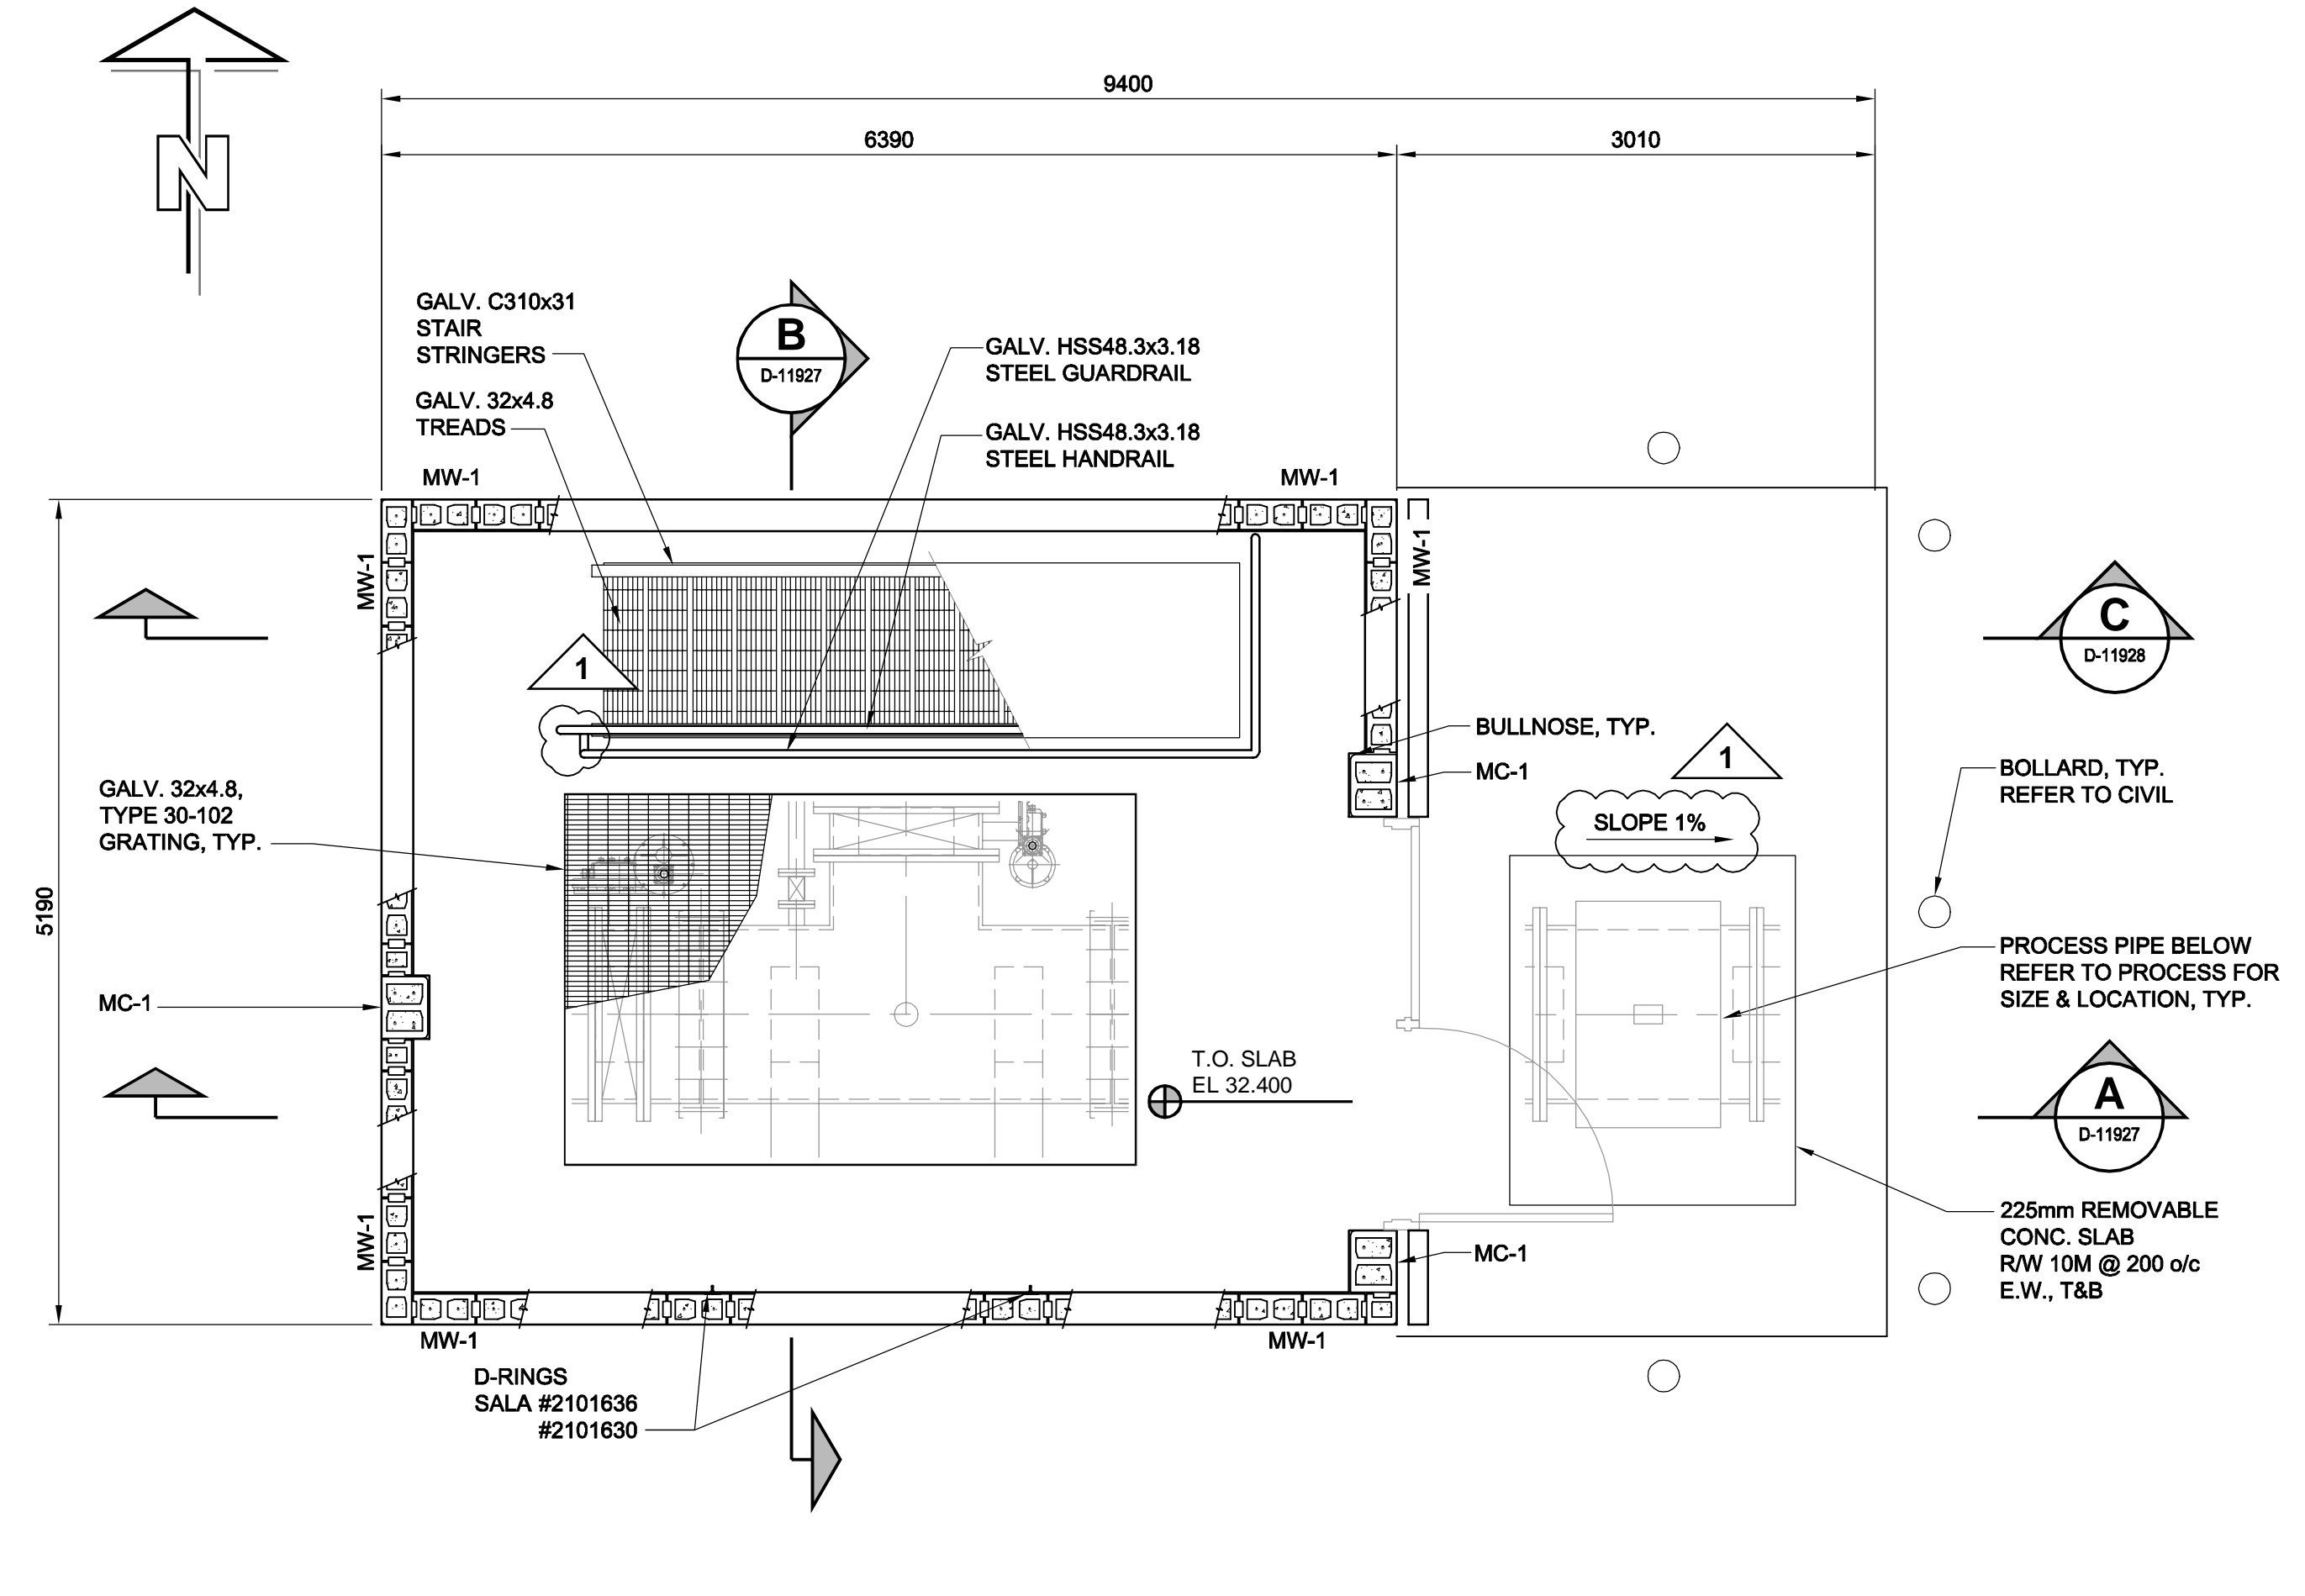 N
9400
6390
3010
GALV. C310x31
STAIR
STRINGERS
GALV. 32x4.8
TREADS
B
D-11927
GALV. HSS48.3x3.18
STEEL GUARDRAIL
GALV. HSS48.3x3.18
STEEL HANDRAIL
MW-1
MW-1
MW-1
MW-1
C
D-11928
1
BULLNOSE, TYP.
MC-1
1
SLOPE 1%
BOLLARD, TYP.
REFER TO CIVIL
GALV. 32x4.8,
TYPE 30-102
GRATING, TYP.
5190
PROCESS PIPE BELOW
REFER TO PROCESS FOR
SIZE & LOCATION, TYP.
MC-1
T.O. SLAB
EL 32.400
A
D-11927
225mm REMOVABLE
CONC. SLAB
R/W 10M @ 200 o/c
E.W., T&B
MW-1
MC-1
MW-1
MW-1
D-RINGS
SALA #2101636
#2101630